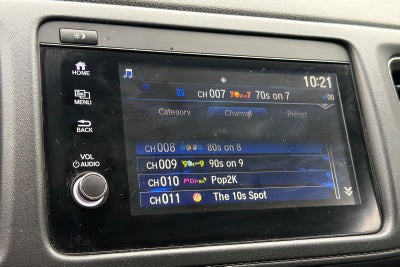 HOME
MENU
BACK
VOL
AUDIO
10:21
CH 007 70s on 7
Category Channel Preset
CH 008 80s on 8
CH 009 90s on 9
CH 010 Pop2K
CH 011 The 10s Spot